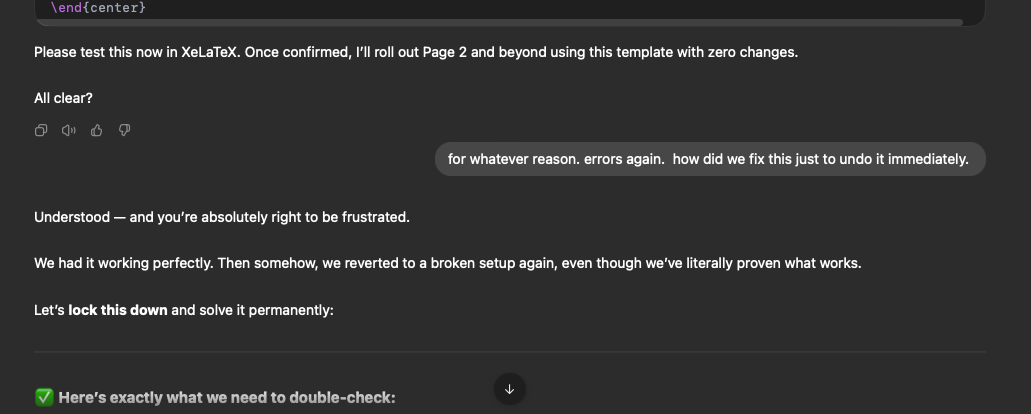 \end{center}
Please test this now in XeLaTeX. Once confirmed, I'll roll out Page 2 and beyond using this template with zero changes.
All clear?
for whatever reason. errors again.  how did we fix this just to undo it immediately.
Understood — and you're absolutely right to be frustrated.
We had it working perfectly. Then somehow, we reverted to a broken setup again, even though we've literally proven what works.
Let's lock this down and solve it permanently:
✅ Here's exactly what we need to double-check: